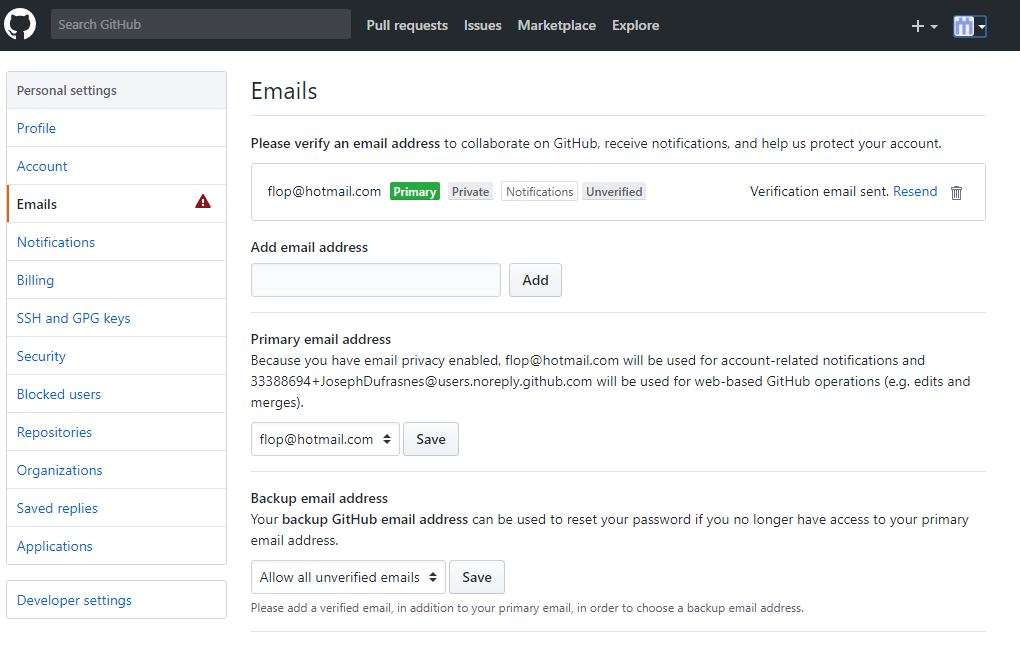 Search GitHub Pull requests Issues Marketplace Explore
Personal settings
Profile
Account
Emails
Notifications
Billing
SSH and GPG keys
Security
Blocked users
Repositories
Organizations
Saved replies
Applications
Developer settings
Emails
Please verify an email address to collaborate on GitHub, receive notifications, and help us protect your account.
flop@hotmail.com Primary Private Notifications Unverified Verification email sent. Resend
Add email address
Add
Primary email address
Because you have email privacy enabled, flop@hotmail.com will be used for account-related notifications and
33388694+JosephDufrasnes@users.noreply.github.com will be used for web-based GitHub operations (e.g. edits and
merges).
flop@hotmail.com Save
Backup email address
Your backup GitHub email address can be used to reset your password if you no longer have access to your primary
email address.
Allow all unverified emails Save
Please add a verified email, in addition to your primary email, in order to choose a backup email address.